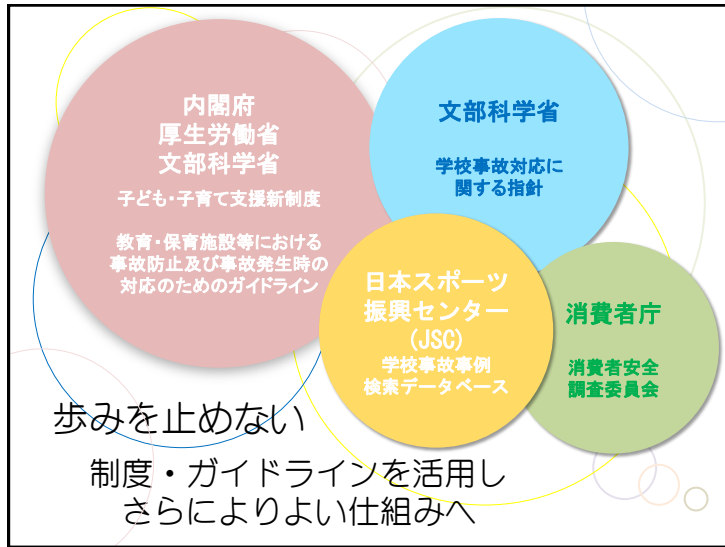 内閣府
厚生労働省
文部科学省
子ども・子育て支援新制度
教育・保育施設等における
事故防止及び事故発生時の
対応のためのガイドライン
文部科学省
学校事故対応に
関する指針
日本スポーツ
振興センター
(JSC)
学校事故事例
検索データベース
消費者庁
消費者安全
調査委員会
歩みを止めない
制度・ガイドラインを活用し
さらによりよい仕組みへ